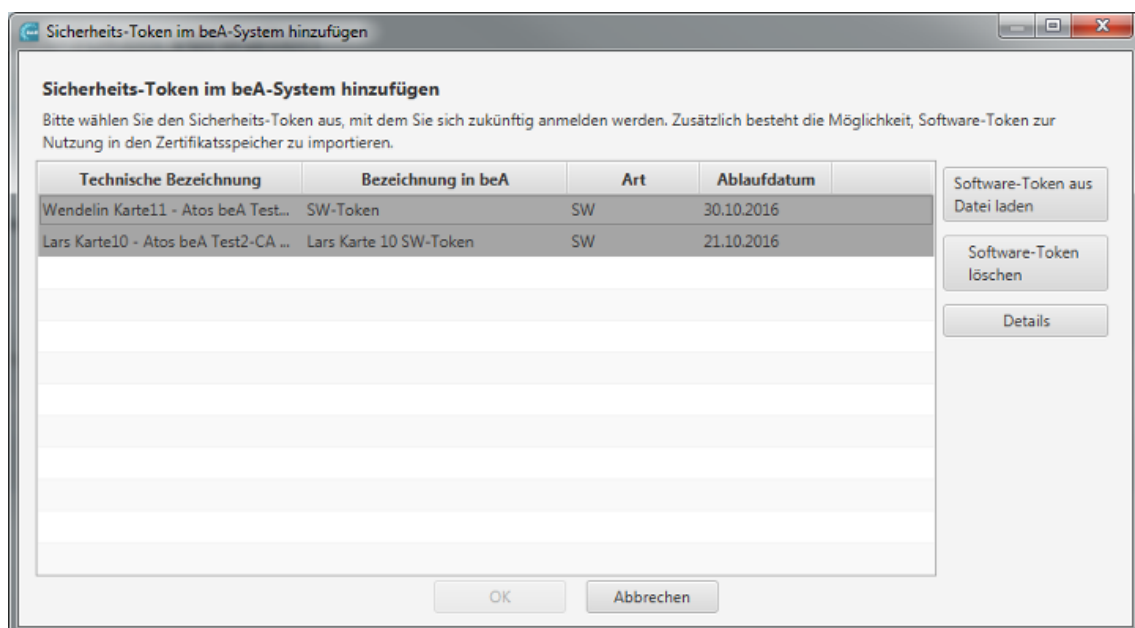 Sicherheits-Token im beA-System hinzufügen
Sicherheits-Token im beA-System hinzufügen
Bitte wählen Sie den Sicherheits-Token aus, mit dem Sie sich zukünftig anmelden werden. Zusätzlich besteht die Möglichkeit, Software-Token zur
Nutzung in den Zertifikatsspeicher zu importieren.
Technische Bezeichnung Bezeichnung in beA Art Ablaufdatum
Wendelin Karte11 - Atos beA Test... SW-Token SW 30.10.2016
Lars Karte10 - Atos beA Test2-CA ... Lars Karte 10 SW-Token SW 21.10.2016
Software-Token aus
Datei laden
Software-Token
löschen
Details
OK Abbrechen